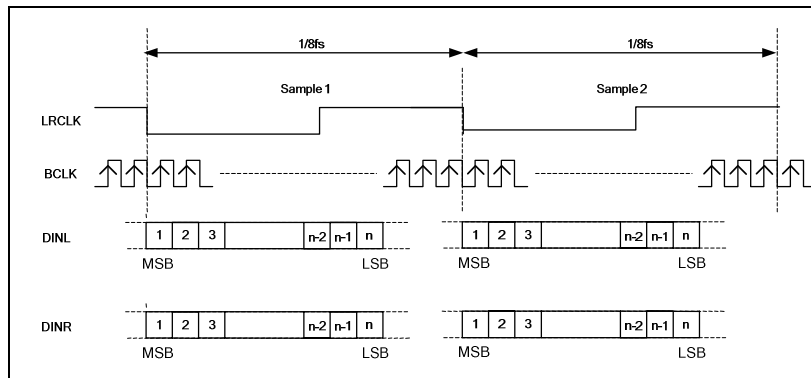 1/8fs 1/8fs
Sample 1 Sample 2
LRCLK
BCLK
DINL 1 2 3 n-2 n-1 n 1 2 3 n-2 n-1 n
MSB LSB MSB LSB
DINR 1 2 3 n-2 n-1 n 1 2 3 n-2 n-1 n
MSB LSB MSB LSB